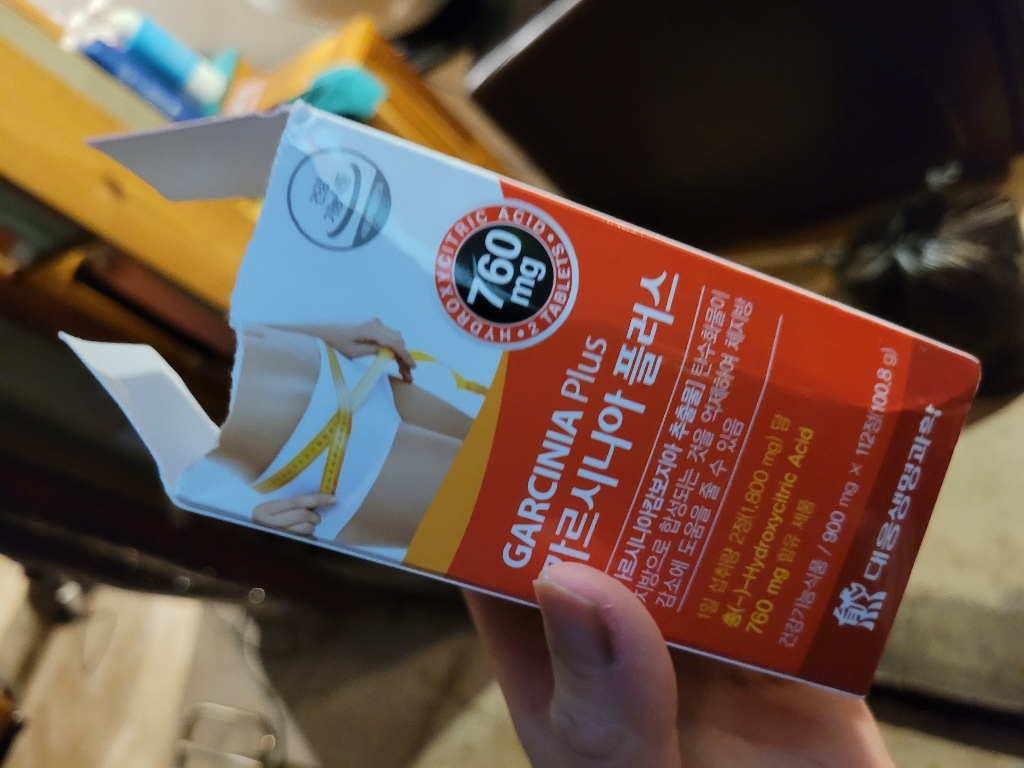 HYDROXYCITRIC ACID • 2 TABLETS •
760
mg
GARCINIA Plus
가르시니아 플러스
가르시니아캄보지아 추출물] 탄수화물이
지방으로 합성되는 것을 억제하여 체지방
감소에 도움을 줄 수 있음
1일 섭취량 2정(1,800 mg) 당
총(-)-Hydroxycitric Acid
760 mg 함유 제품
건강기능식품 / 900 mg × 112정(100.8 g)
대웅생명과학